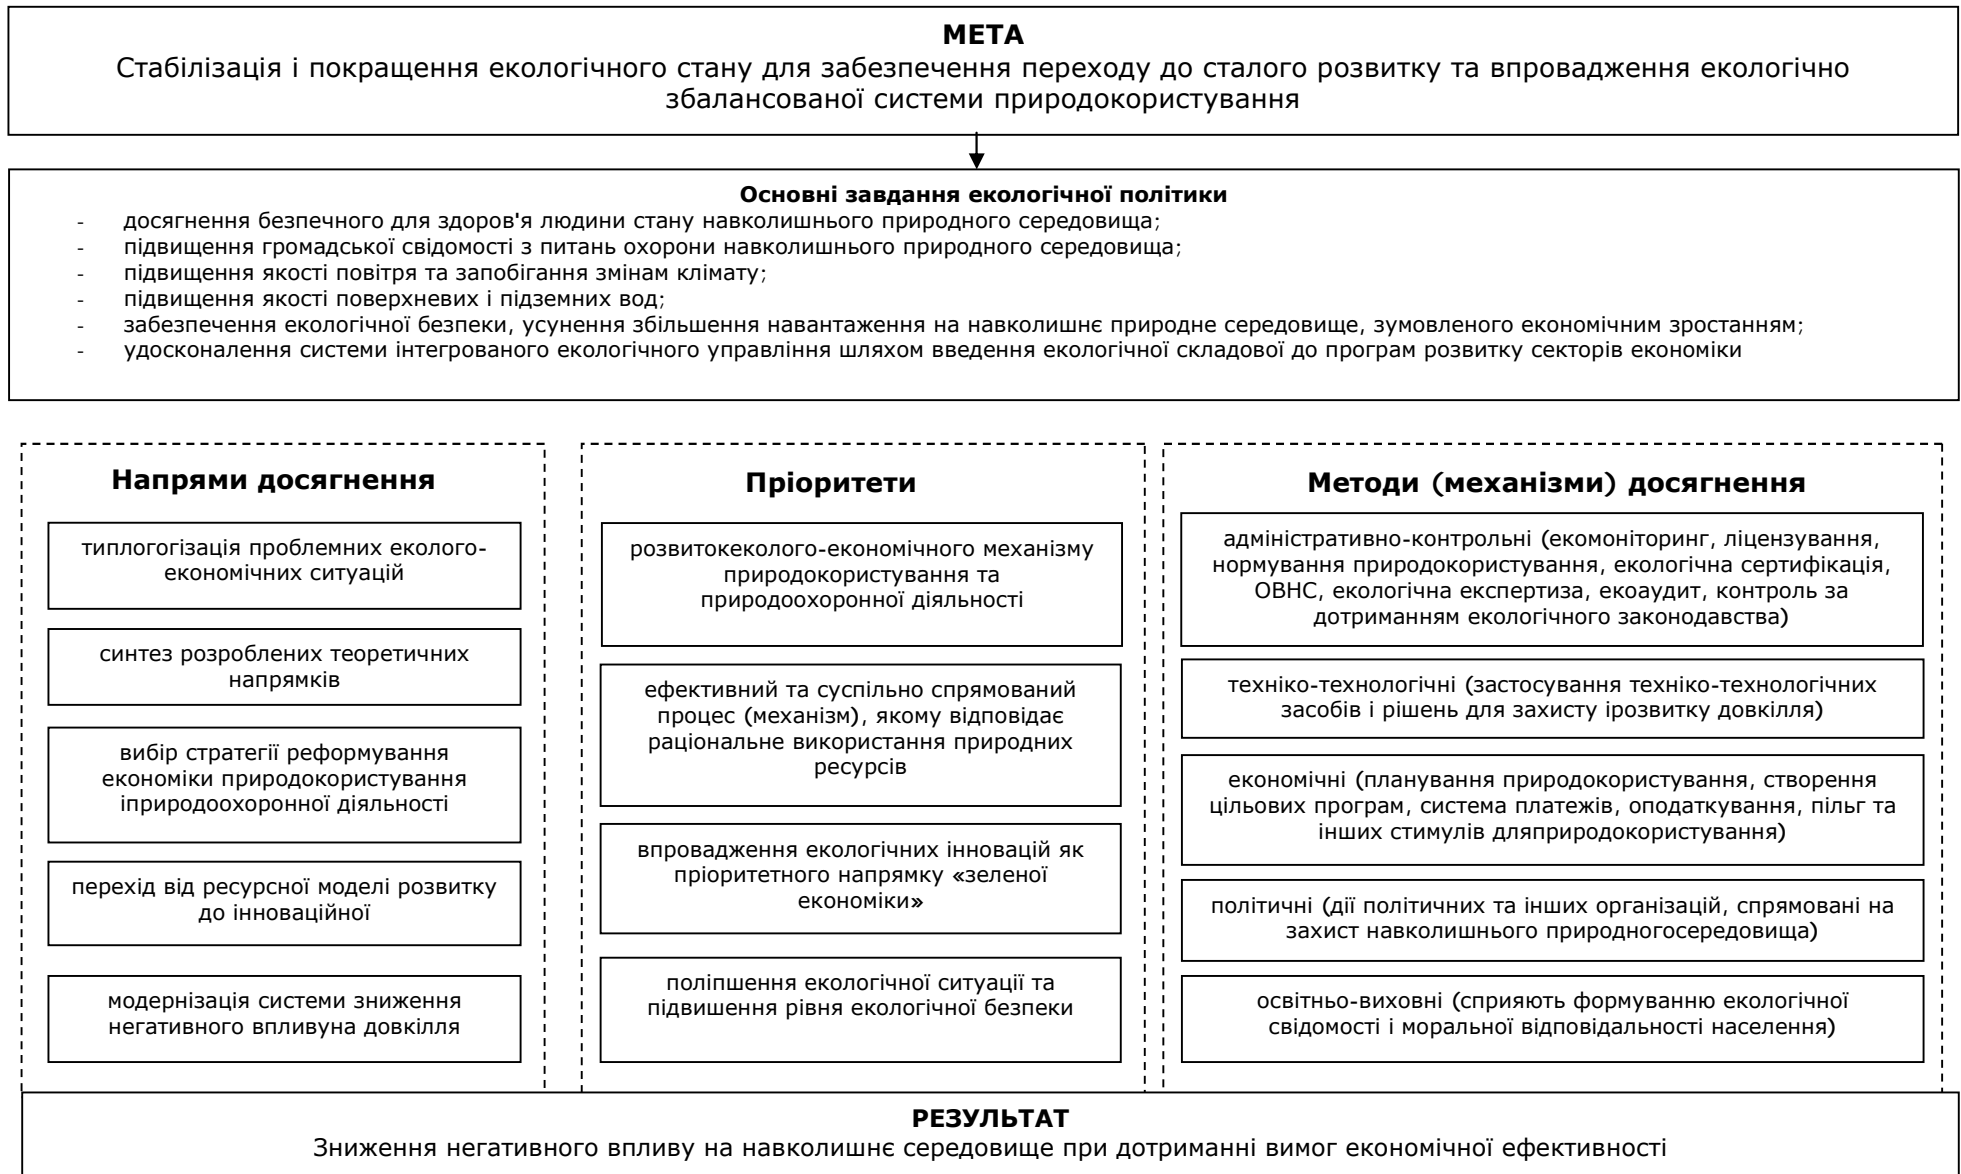 МЕТА
Стабілізація і покращення екологічного стану для забезпечення переходу до сталого розвитку та впровадження екологічно
збалансованої системи природокористування
Основні завдання екологічної політики
- досягнення безпечного для здоров'я людини стану навколишнього природного середовища;
- підвищення громадської свідомості з питань охорони навколишнього природного середовища;
- підвищення якості повітря та запобігання змінам клімату;
- підвищення якості поверхневих і підземних вод;
- забезпечення екологічної безпеки, усунення збільшення навантаження на навколишнє природне середовище, зумовленого економічним зростанням;
- удосконалення системи інтегрованого екологічного управління шляхом введення екологічної складової до програм розвитку секторів економіки
Напрями досягнення
типлогогізація проблемних еколого-
економічних ситуацій
синтез розроблених теоретичних
напрямків
вибір стратегії реформування
економіки природокористування
іприродоохоронної діяльності
перехід від ресурсної моделі розвитку
до інноваційної
модернізація системи зниження
негативного впливуна довкілля
Пріоритети
розвитокеколого-економічного механізму
природокористування та
природоохоронної діяльності
ефективний та суспільно спрямований
процес (механізм), якому відповідає
раціональне використання природних
ресурсів
впровадження екологічних інновацій як
пріоритетного напрямку «зеленої
економіки»
поліпшення екологічної ситуації та
підвишення рівня екологічної безпеки
Методи (механізми) досягнення
адміністративно-контрольні (екомоніторинг, ліцензування,
нормування природокористування, екологічна сертифікація,
ОВНС, екологічна експертиза, екоаудит, контроль за
дотриманням екологічного законодавства)
техніко-технологічні (застосування техніко-технологічних
засобів і рішень для захисту ірозвитку довкілля)
економічні (планування природокористування, створення
цільових програм, система платежів, оподаткування, пільг та
інших стимулів дляприродокористування)
політичні (дії політичних та інших організацій, спрямовані на
захист навколишнього природногосередовища)
освітньо-виховні (сприяють формуванню екологічної
свідомості і моральної відповідальності населення)
РЕЗУЛЬТАТ
Зниження негативного впливу на навколишнє середовище при дотриманні вимог економічної ефективності